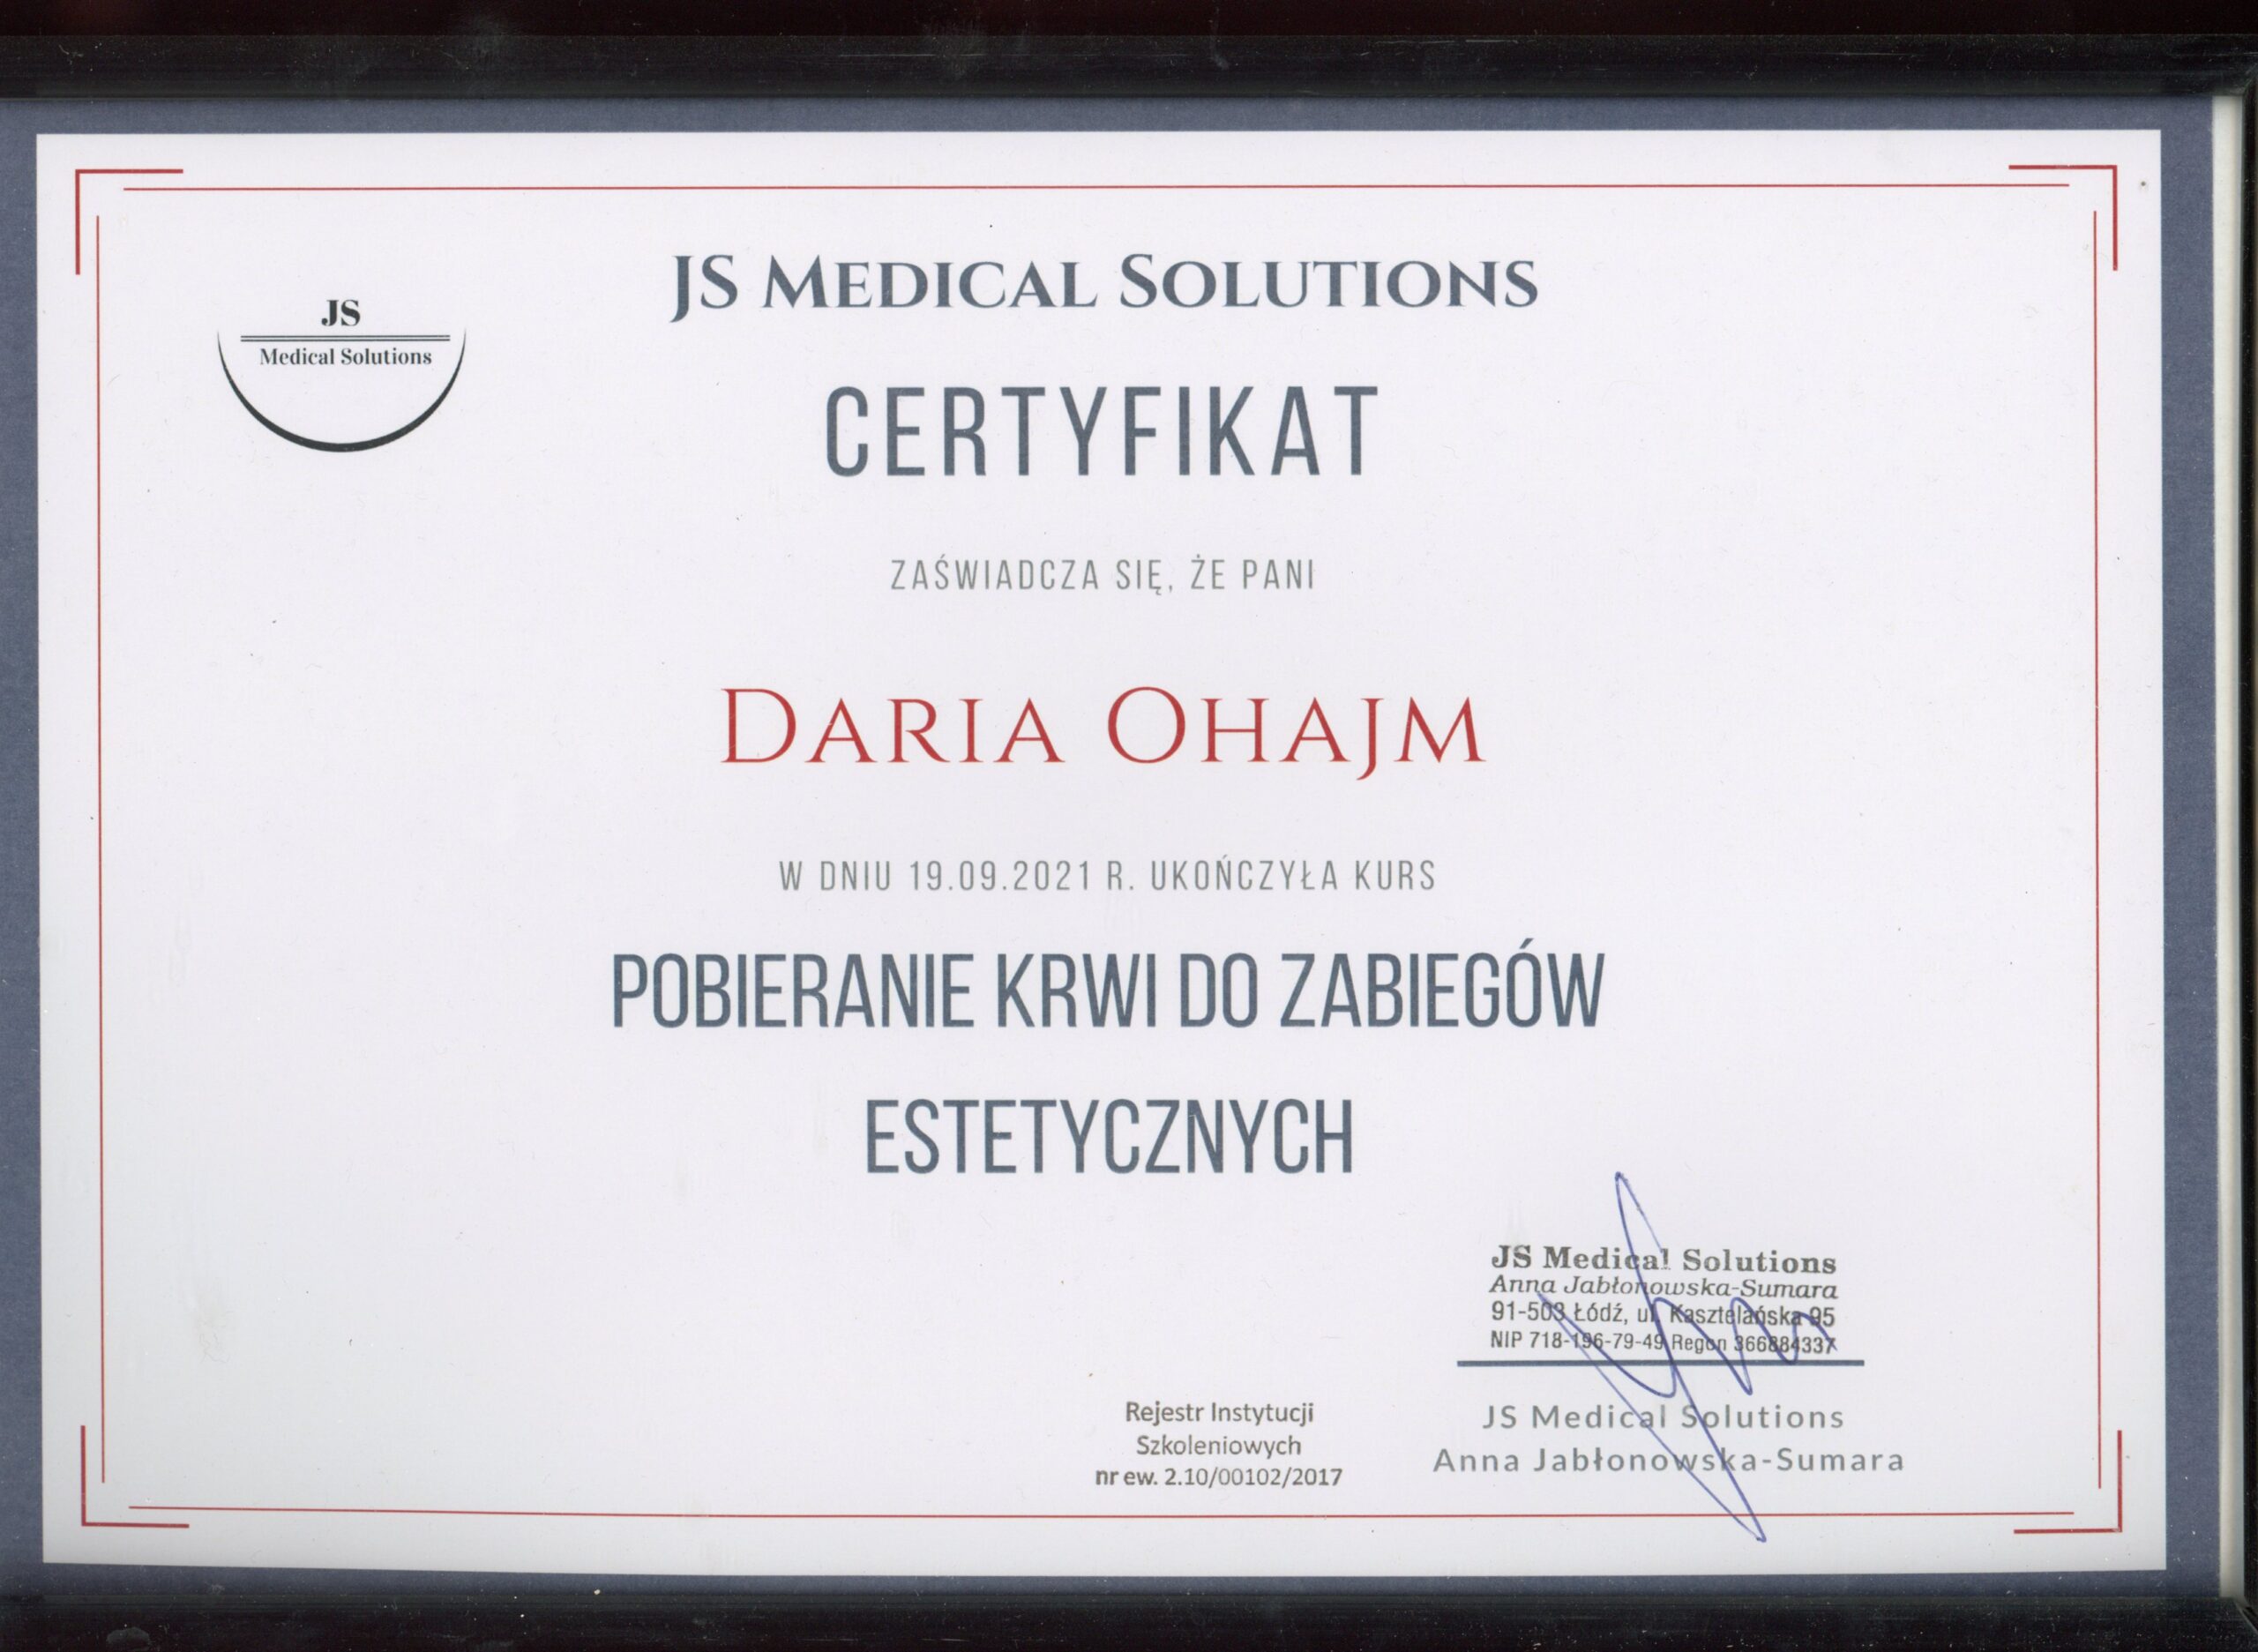 JS
Medical Solutions
JS MEDICAL SOLUTIONS
CERTYFIKAT
ZAŚWIADCZA SIĘ, ŻE PANI
DARIA OHAJM
W DNIU 19.09.2021 R. UKOŃCZYŁA KURS
POBIERANIE KRWI DO ZABIEGÓW
ESTETYCZNYCH
JS Medical Solutions
Anna Jabłonowska-Sumara
91-503 Łódź, ul. Kasztelańska 95
NIP 718-196-79-49 Regon 366884337
Rejestr Instytucji
Szkoleniowych
nr ew. 2.10/00102/2017
JS Medical Solutions
Anna Jabłonowska-Sumara